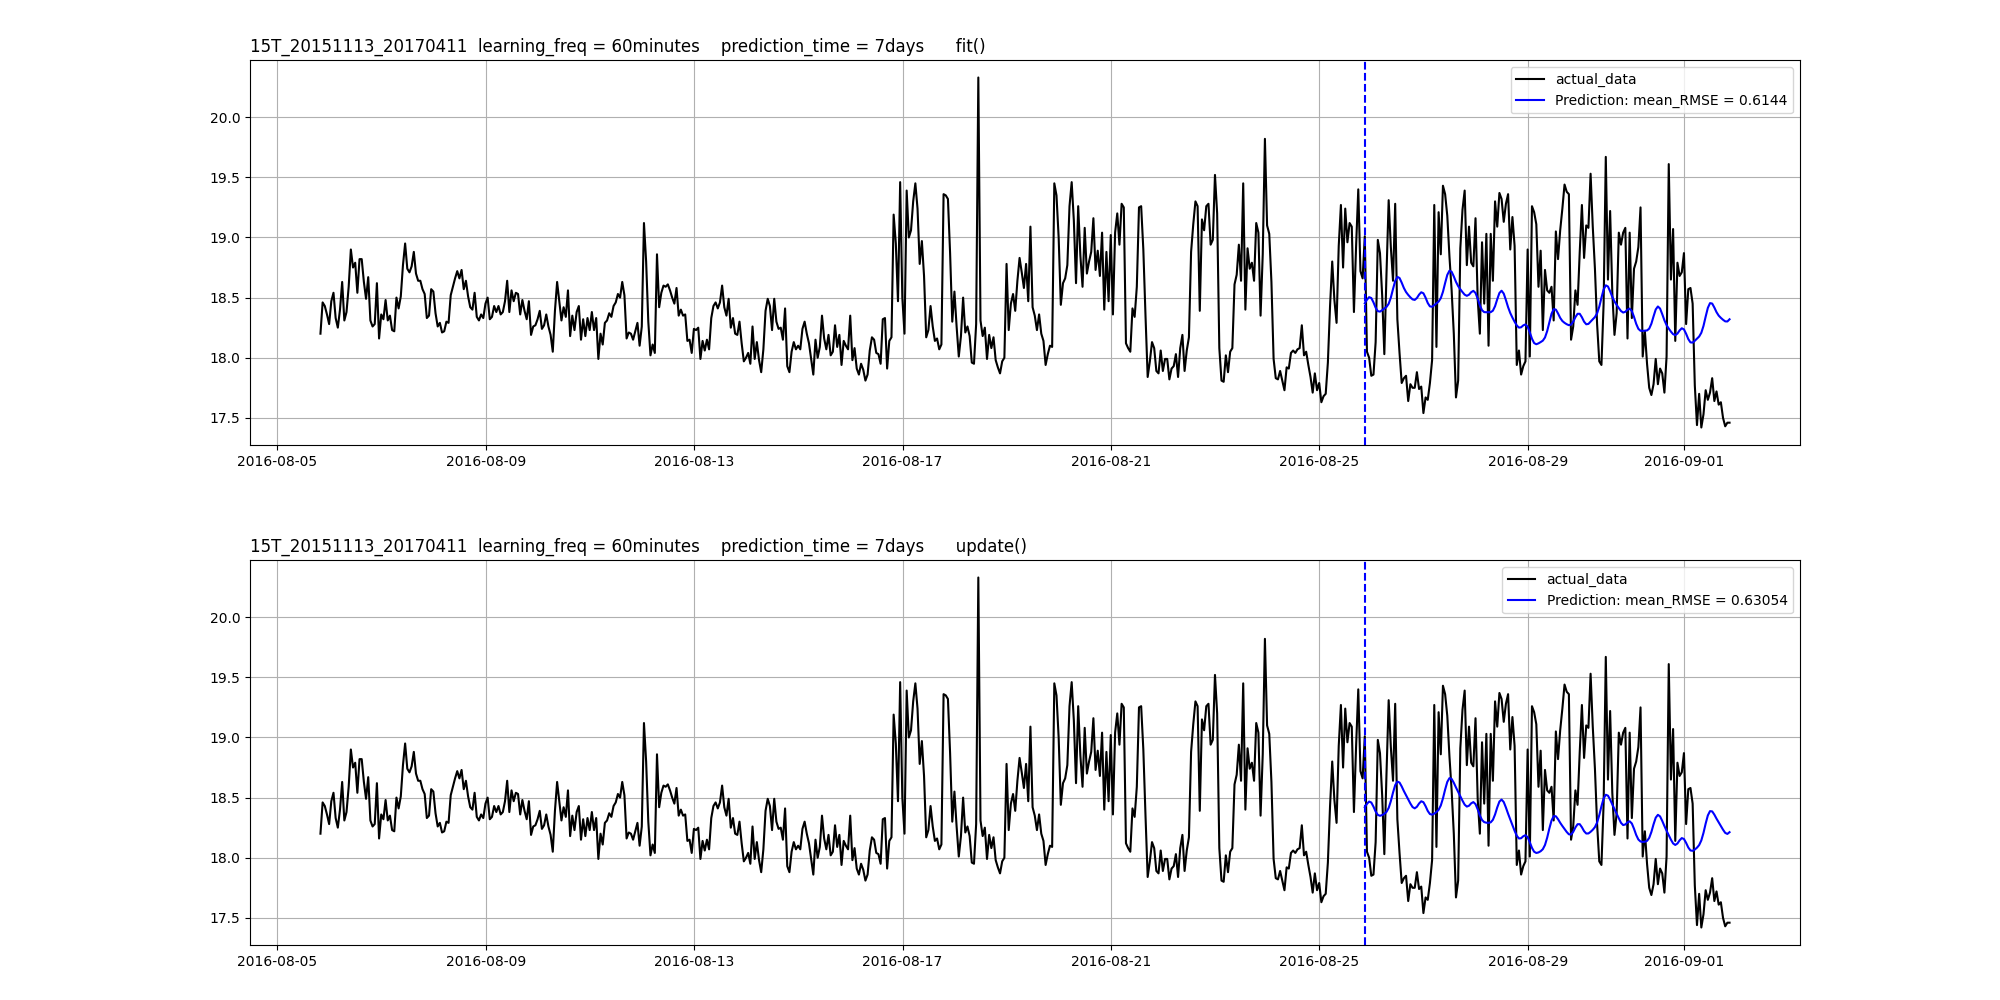 15T_20151113_20170411  learning_freq = 60minutes    prediction_time = 7days      fit()
actual_data
Prediction: mean_RMSE = 0.6144
20.0
19.5
19.0
18.5
18.0
17.5
2016-08-05 2016-08-09 2016-08-13 2016-08-17 2016-08-21 2016-08-25 2016-08-29 2016-09-01
15T_20151113_20170411  learning_freq = 60minutes    prediction_time = 7days      update()
actual_data
Prediction: mean_RMSE = 0.63054
20.0
19.5
19.0
18.5
18.0
17.5
2016-08-05 2016-08-09 2016-08-13 2016-08-17 2016-08-21 2016-08-25 2016-08-29 2016-09-01